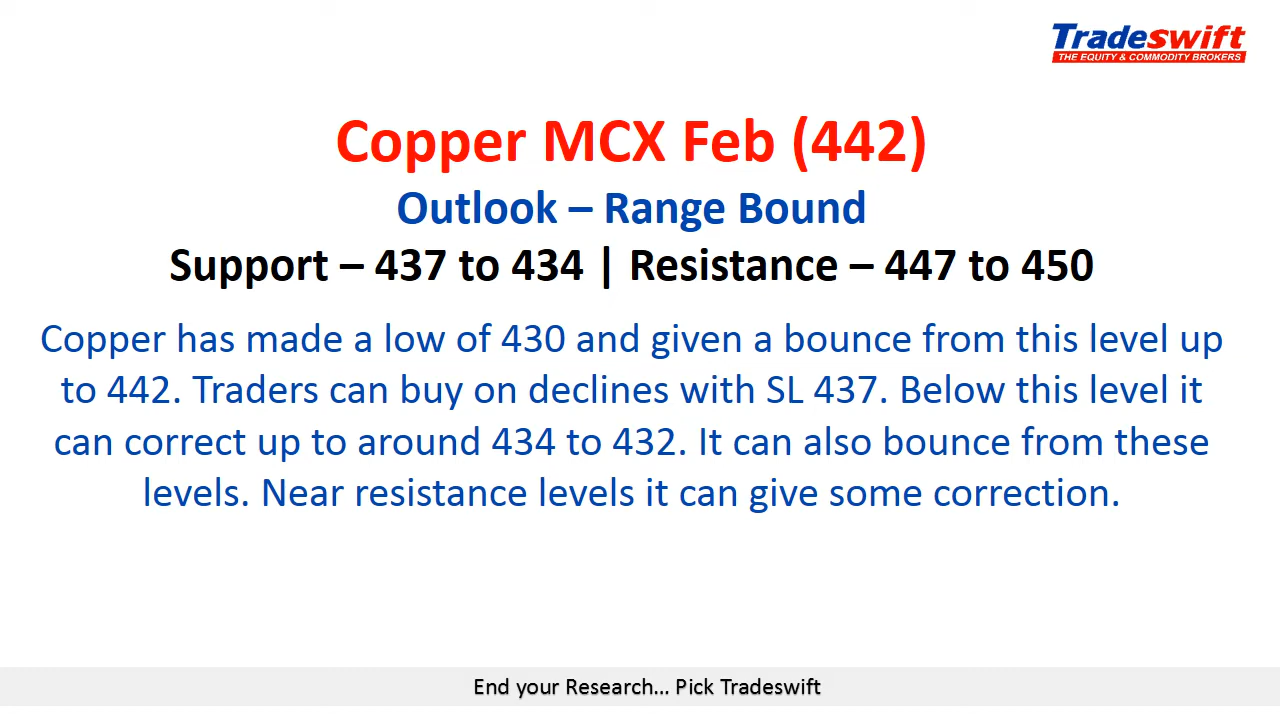 Tradeswift
THE EQUITY & COMMODITY BROKERS
Copper MCX Feb (442)
Outlook – Range Bound
Support – 437 to 434 | Resistance – 447 to 450
Copper has made a low of 430 and given a bounce from this level up
to 442. Traders can buy on declines with SL 437. Below this level it
can correct up to around 434 to 432. It can also bounce from these
levels. Near resistance levels it can give some correction.
End your Research... Pick Tradeswift